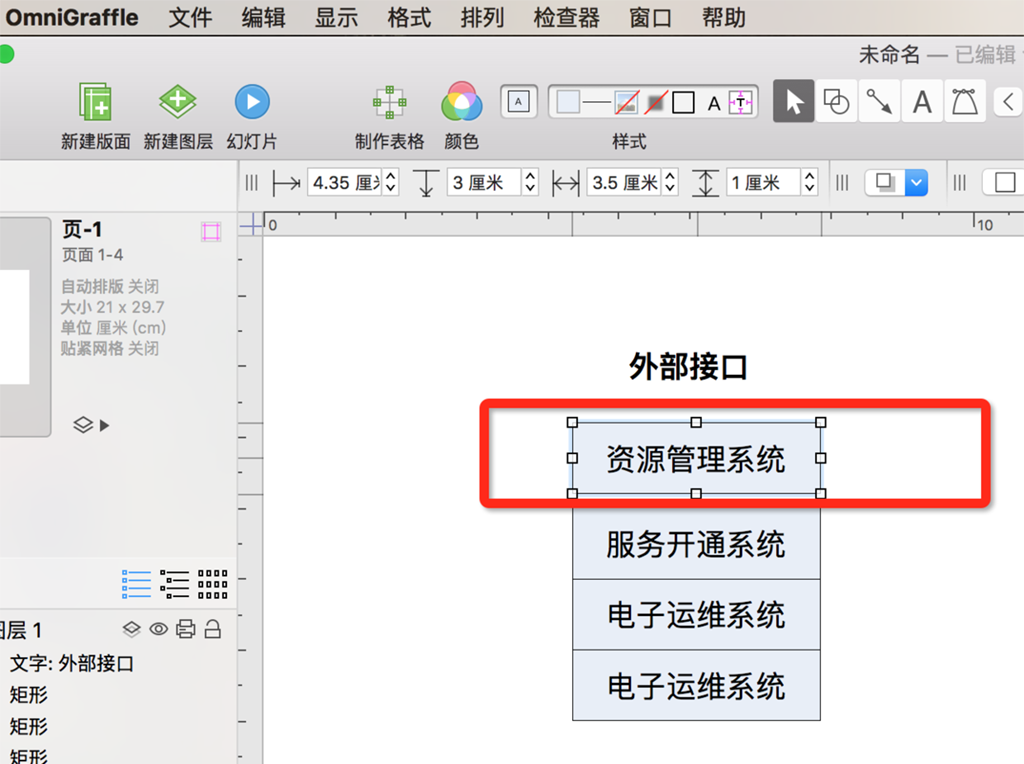 OmniGraffle 文件 编辑 显示 格式 排列 检查器 窗口 帮助
未命名 — 已编辑
新建版面 新建图层 幻灯片 制作表格 颜色 样式
4.35 厘 3 厘米 3.5 厘米 1 厘米
0 10
页-1
页面 1-4
自动排版 关闭
大小 21 x 29.7
单位 厘米 (cm)
贴紧网格 关闭
外部接口
资源管理系统
服务开通系统
电子运维系统
电子运维系统
图层 1
文字: 外部接口
矩形
矩形
矩形